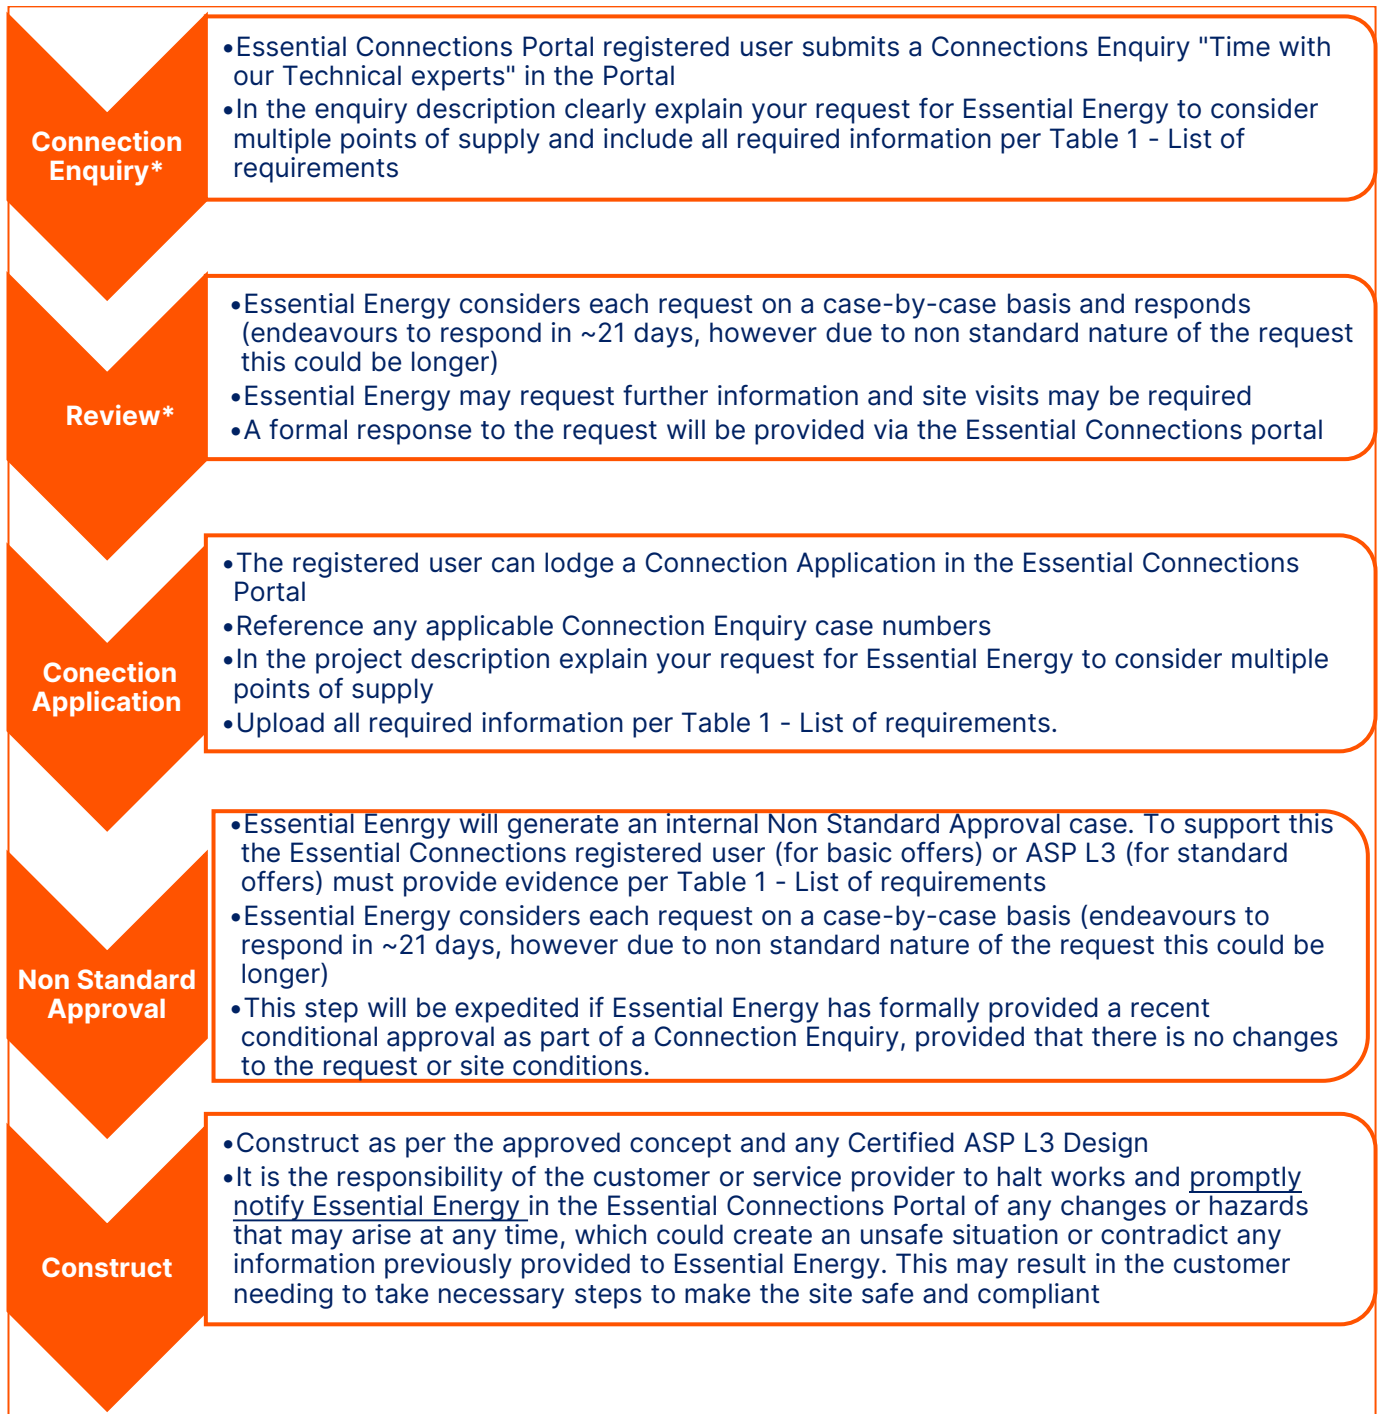 Connection
Enquiry*
•Essential Connections Portal registered user submits a Connections Enquiry "Time with
our Technical experts" in the Portal
•In the enquiry description clearly explain your request for Essential Energy to consider
multiple points of supply and include all required information per Table 1 - List of
requirements
Review*
•Essential Energy considers each request on a case-by-case basis and responds
(endeavours to respond in ~21 days, however due to non standard nature of the request
this could be longer)
•Essential Energy may request further information and site visits may be required
•A formal response to the request will be provided via the Essential Connections portal
Conection
Application
•The registered user can lodge a Connection Application in the Essential Connections
Portal
•Reference any applicable Connection Enquiry case numbers
•In the project description explain your request for Essential Energy to consider multiple
points of supply
•Upload all required information per Table 1 - List of requirements.
Non Standard
Approval
•Essential Eenrgy will generate an internal Non Standard Approval case. To support this
the Essential Connections registered user (for basic offers) or ASP L3 (for standard
offers) must provide evidence per Table 1 - List of requirements
•Essential Energy considers each request on a case-by-case basis (endeavours to
respond in ~21 days, however due to non standard nature of the request this could be
longer)
•This step will be expedited if Essential Energy has formally provided a recent
conditional approval as part of a Connection Enquiry, provided that there is no changes
to the request or site conditions.
Construct
•Construct as per the approved concept and any Certified ASP L3 Design
•It is the responsibility of the customer or service provider to halt works and promptly
notify Essential Energy in the Essential Connections Portal of any changes or hazards
that may arise at any time, which could create an unsafe situation or contradict any
information previously provided to Essential Energy. This may result in the customer
needing to take necessary steps to make the site safe and compliant